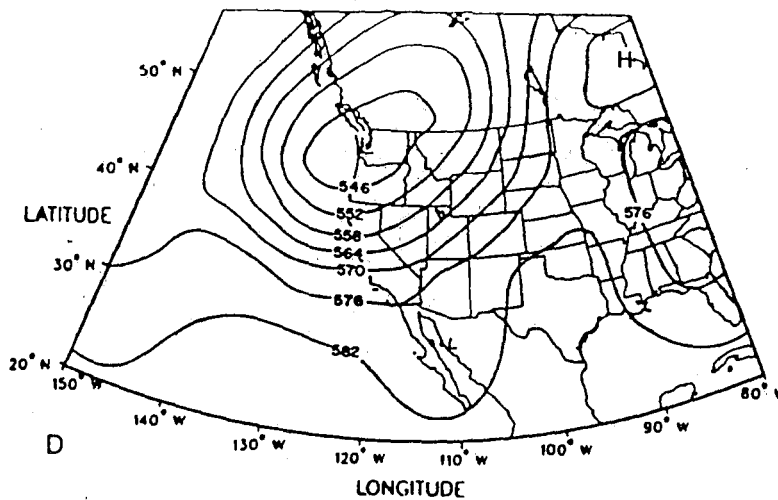 50° N
H
40° N
L
546
552
576
LATITUDE
558
564
30° N
570
576
582
L
20° N
150° W
80° W
D
140° W
90° W
130° W
100° W
120° W
110° W
LONGITUDE